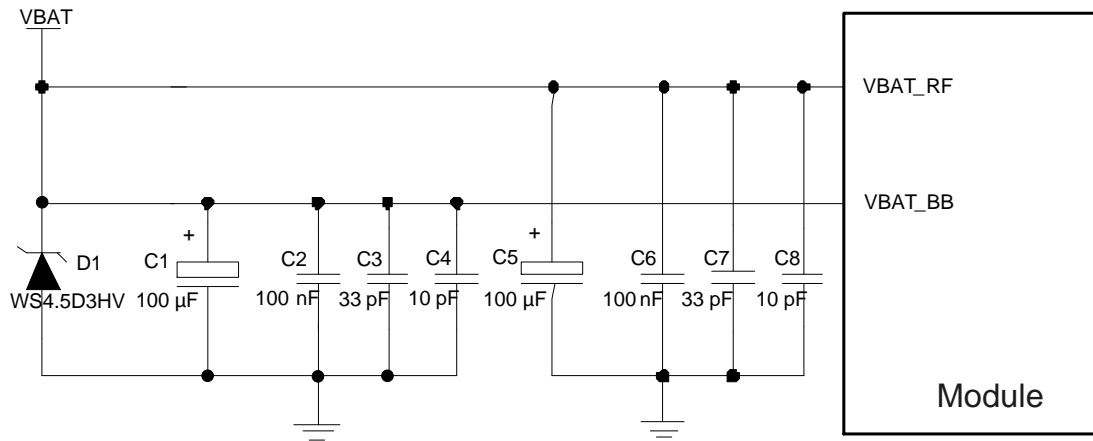 VBAT
VBAT_RF
VBAT_BB
+
+
D1
C1
C2
C3
C4
C5
C6
C7
C8
WS4.5D3HV
100 µF
100 nF
33 pF
10 pF
100 µF
100 nF
33 pF
10 pF
Module